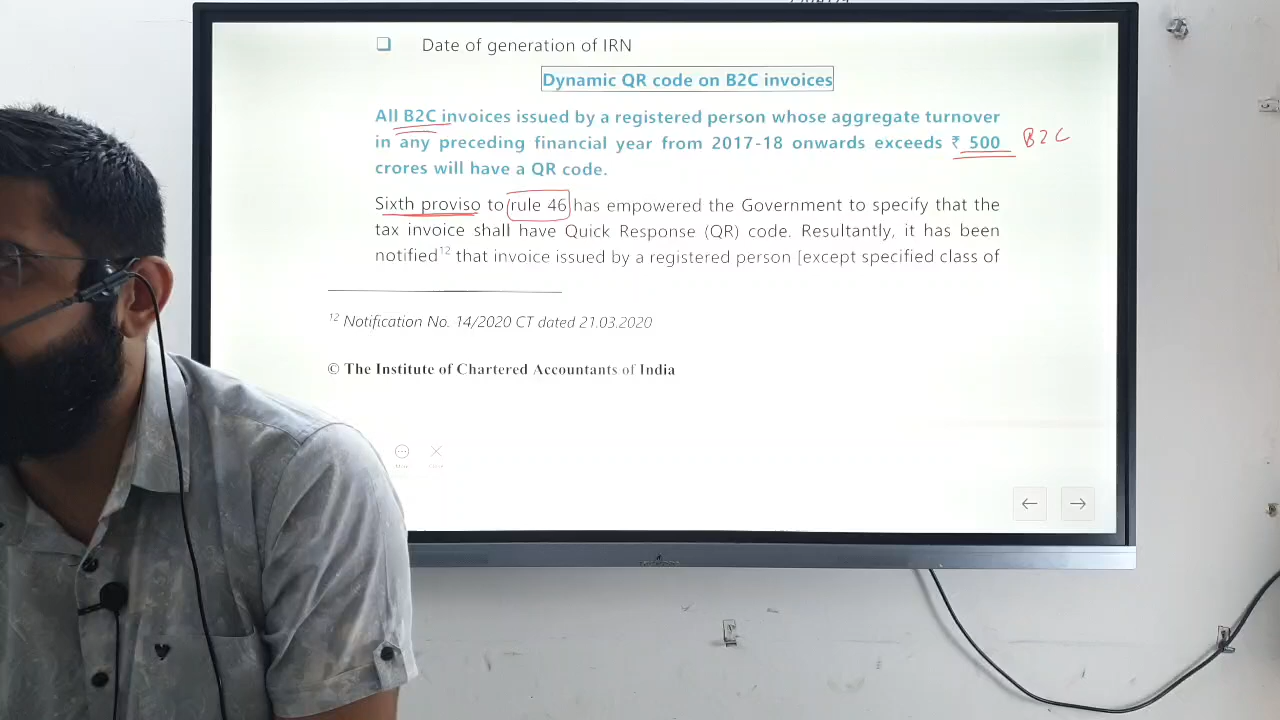 ❑ Date of generation of IRN
Dynamic QR code on B2C invoices
All B2C invoices issued by a registered person whose aggregate turnover
in any preceding financial year from 2017-18 onwards exceeds ₹ 500 B2C
crores will have a QR code.
Sixth proviso to rule 46 has empowered the Government to specify that the
tax invoice shall have Quick Response (QR) code. Resultantly, it has been
notified12 that invoice issued by a registered person [except specified class of
12 Notification No. 14/2020 CT dated 21.03.2020
© The Institute of Chartered Accountants of India